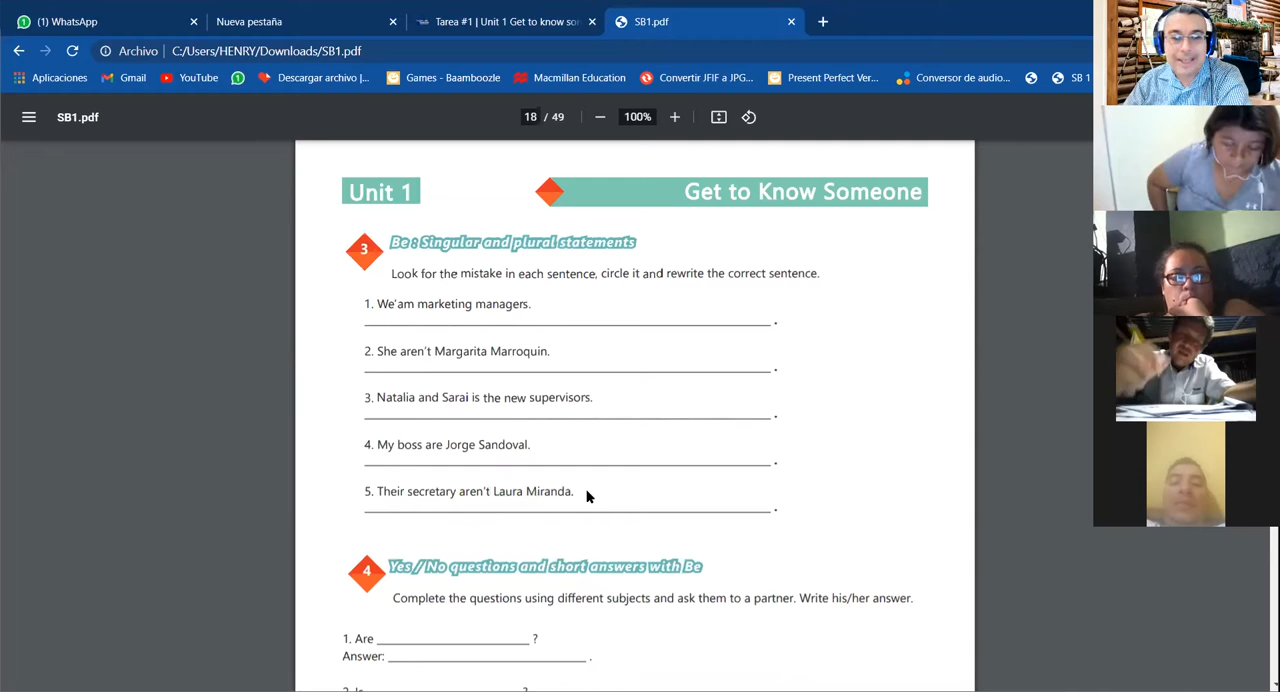 (1) WhatsApp
Nueva pestaña
Tarea #1 | Unit 1 Get to know so
SB1.pdf
Archivo
C:/Users/HENRY/Downloads/SB1.pdf
Aplicaciones
Gmail
YouTube
Descargar archivo |...
Games - Baamboozle
Macmillan Education
Convertir JFIF a JPG...
Present Perfect Ver...
Conversor de audio...
SB 1
SB1.pdf
18 / 49
100%
Unit 1
Get to Know Someone
3
Be : Singular and plural statements
Look for the mistake in each sentence, circle it and rewrite the correct sentence.
1. We'am marketing managers.
.
2. She aren't Margarita Marroquin.
.
3. Natalia and Sarai is the new supervisors.
.
4. My boss are Jorge Sandoval.
.
5. Their secretary aren't Laura Miranda.
.
4
Yes / No questions and short answers with Be
Complete the questions using different subjects and ask them to a partner. Write his/her answer.
1. Are ______________________ ?
Answer: ____________________________ .